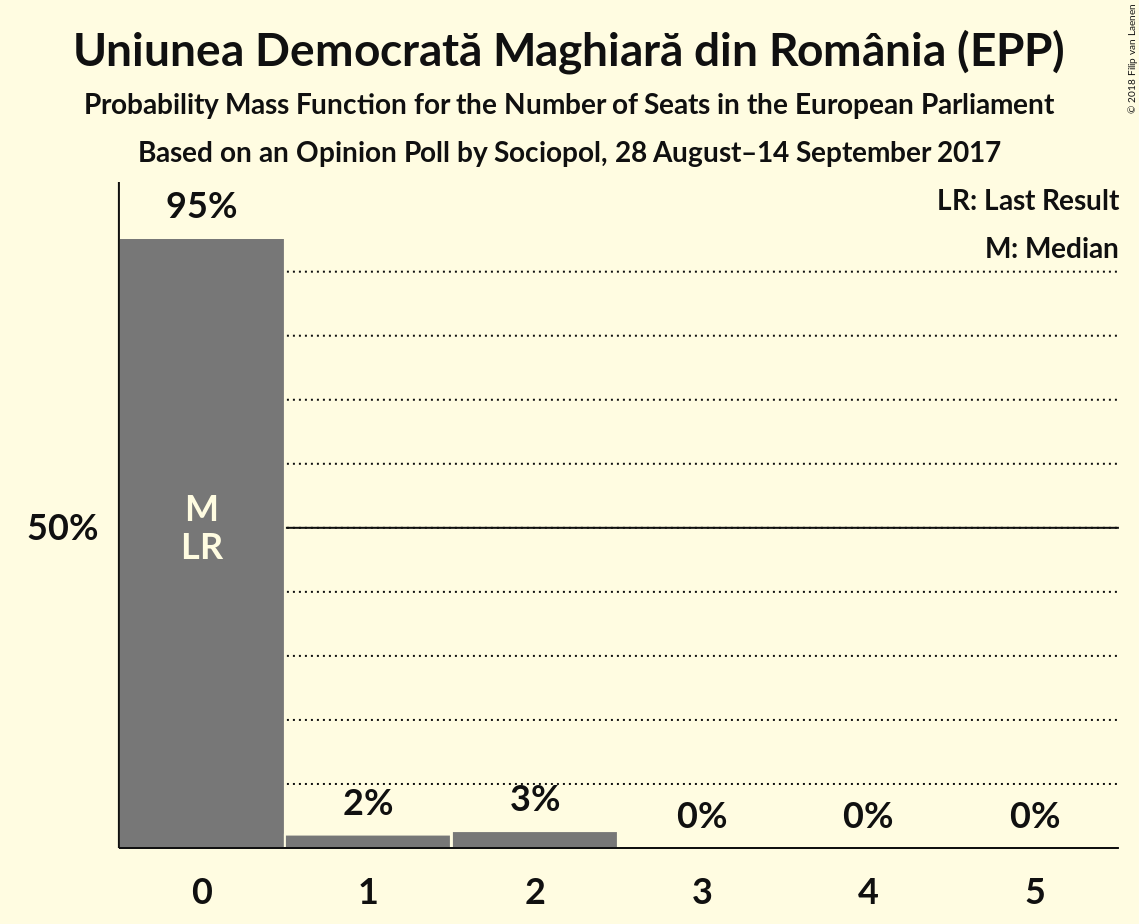 Uniunea Democrată Maghiară din România (EPP)
Probability Mass Function for the Number of Seats in the European Parliament
Based on an Opinion Poll by Sociopol, 28 August–14 September 2017
© 2018 Filip van Laenen
LR: Last Result
M: Median
95%
M
LR
50%
2%
3%
0%
0%
0%
0
1
2
3
4
5